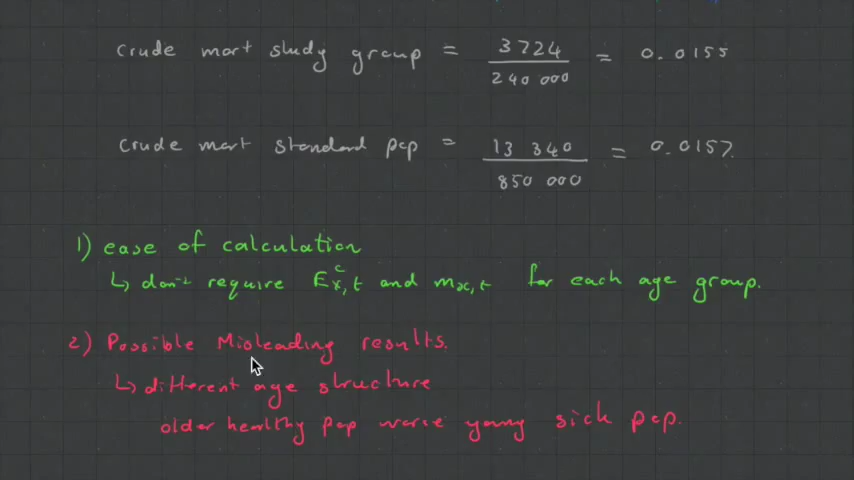 crude mort study group = 3724 / 240 000 = 0.0155
crude mort standard pop = 13 340 / 850 000 = 0.0157.
1) ease of calculation
↳ don't require E^c_x,t and m_x,t for each age group.
2) Possible Misleading results.
↳ different age structure
older healthy pop worse young sick pop.